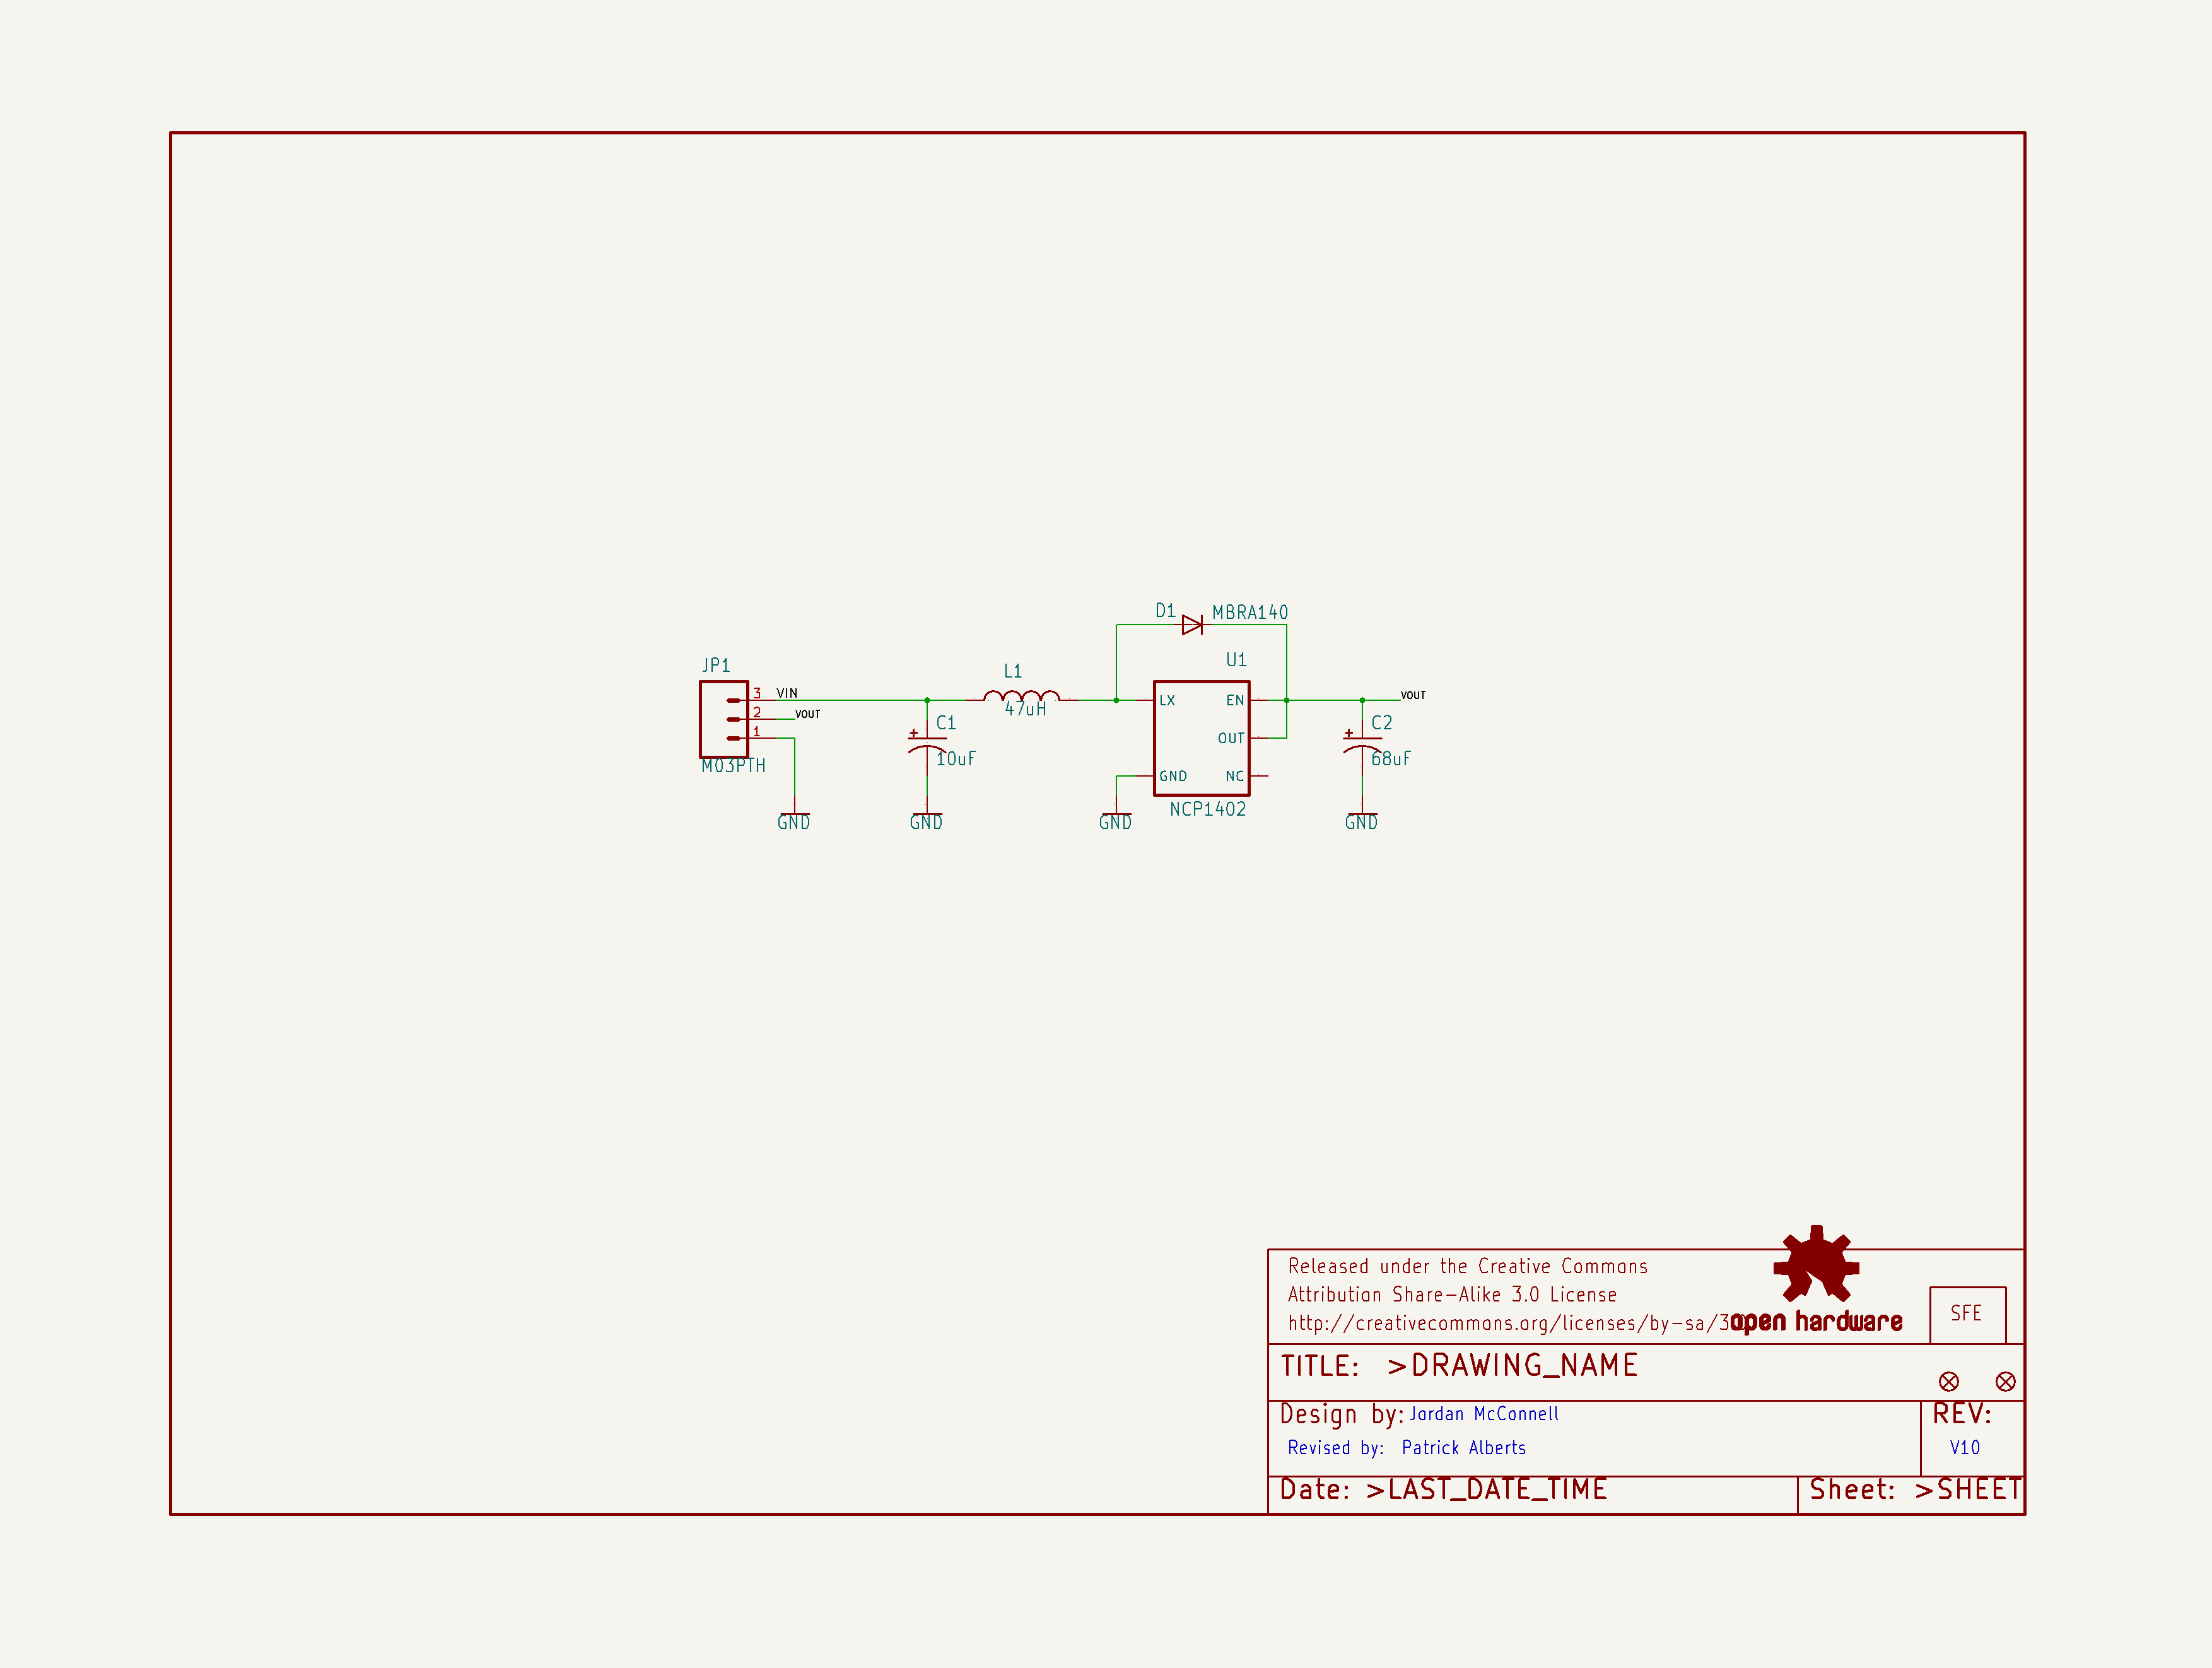 D1 MBRA140
U1
JP1
L1
3 VIN
47uH
LX EN
VOUT
2 VOUT
C1
C2
1
OUT
10uF
68uF
M03PTH
GND NC
NCP1402
GND GND GND GND
Released under the Creative Commons
Attribution Share-Alike 3.0 License
http://creativecommons.org/licenses/by-sa/3.0
open hardware
SFE
TITLE: >DRAWING_NAME
Design by: Jordan McConnell
REV:
Revised by: Patrick Alberts
V10
Date: >LAST_DATE_TIME
Sheet: >SHEET